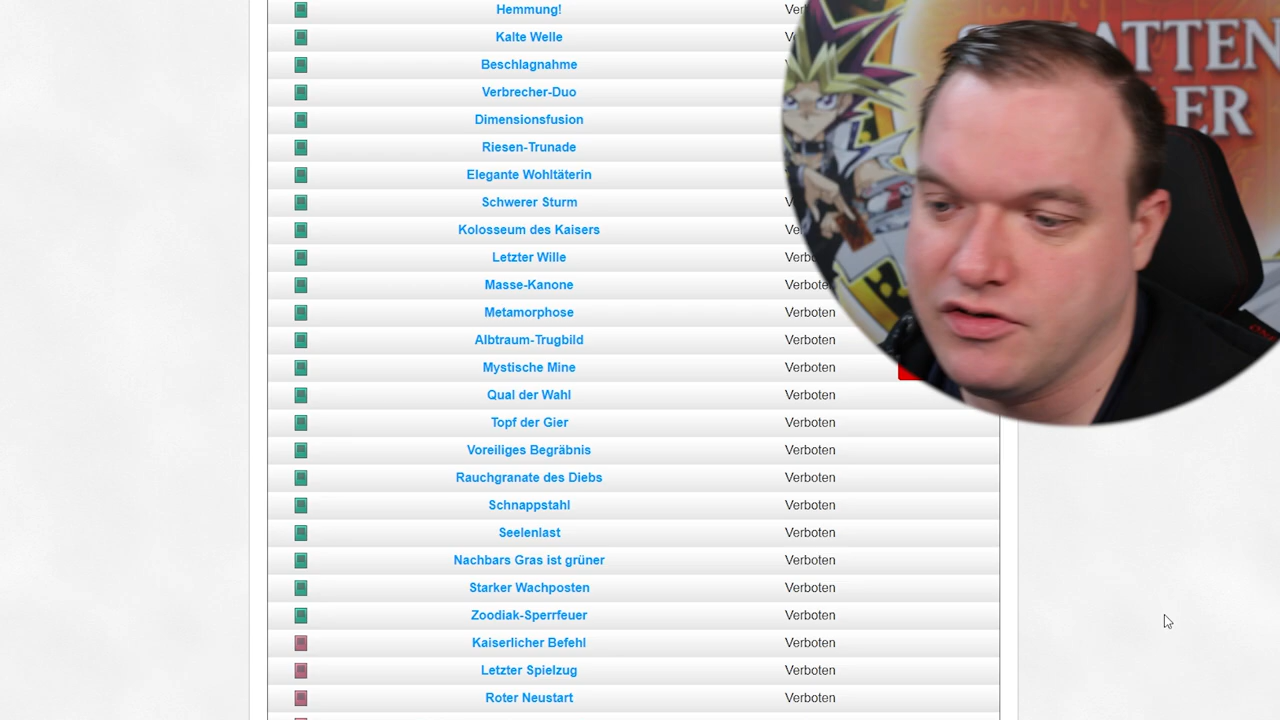 Hemmung!
Kalte Welle
Beschlagnahme
Verbrecher-Duo
Dimensionsfusion
Riesen-Trunade
Elegante Wohltäterin
Schwerer Sturm
Kolosseum des Kaisers
Letzter Wille
Masse-Kanone
Metamorphose Verboten
Albtraum-Trugbild Verboten
Mystische Mine Verboten
Qual der Wahl Verboten
Topf der Gier Verboten
Voreiliges Begräbnis Verboten
Rauchgranate des Diebs Verboten
Schnappstahl Verboten
Seelenlast Verboten
Nachbars Gras ist grüner Verboten
Starker Wachposten Verboten
Zoodiak-Sperrfeuer Verboten
Kaiserlicher Befehl Verboten
Letzter Spielzug Verboten
Roter Neustart Verboten